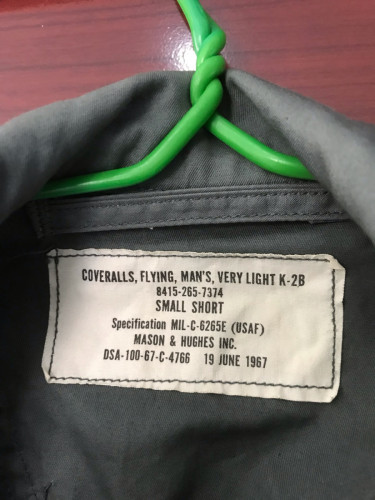 COVERALLS, FLYING, MAN'S, VERY LIGHT K-2B
8415-265-7374
SMALL SHORT
Specification MIL-C-6265E (USAF)
MASON & HUGHES INC.
DSA-100-67-C-4766 19 JUNE 1967